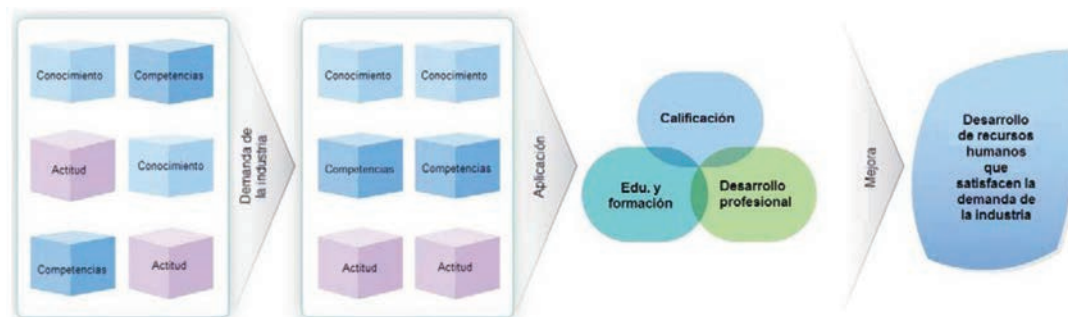 Conocimiento
Competencias
Actitud
Conocimiento
Competencias
Actitud
Demanda de
la industria
Conocimiento
Conocimiento
Competencias
Competencias
Actitud
Actitud
Aplicación
Calificación
Edu. y
formación
Desarrollo
profesional
Mejora
Desarrollo
de recursos
humanos
que
satisfacen la
demanda de
la industria